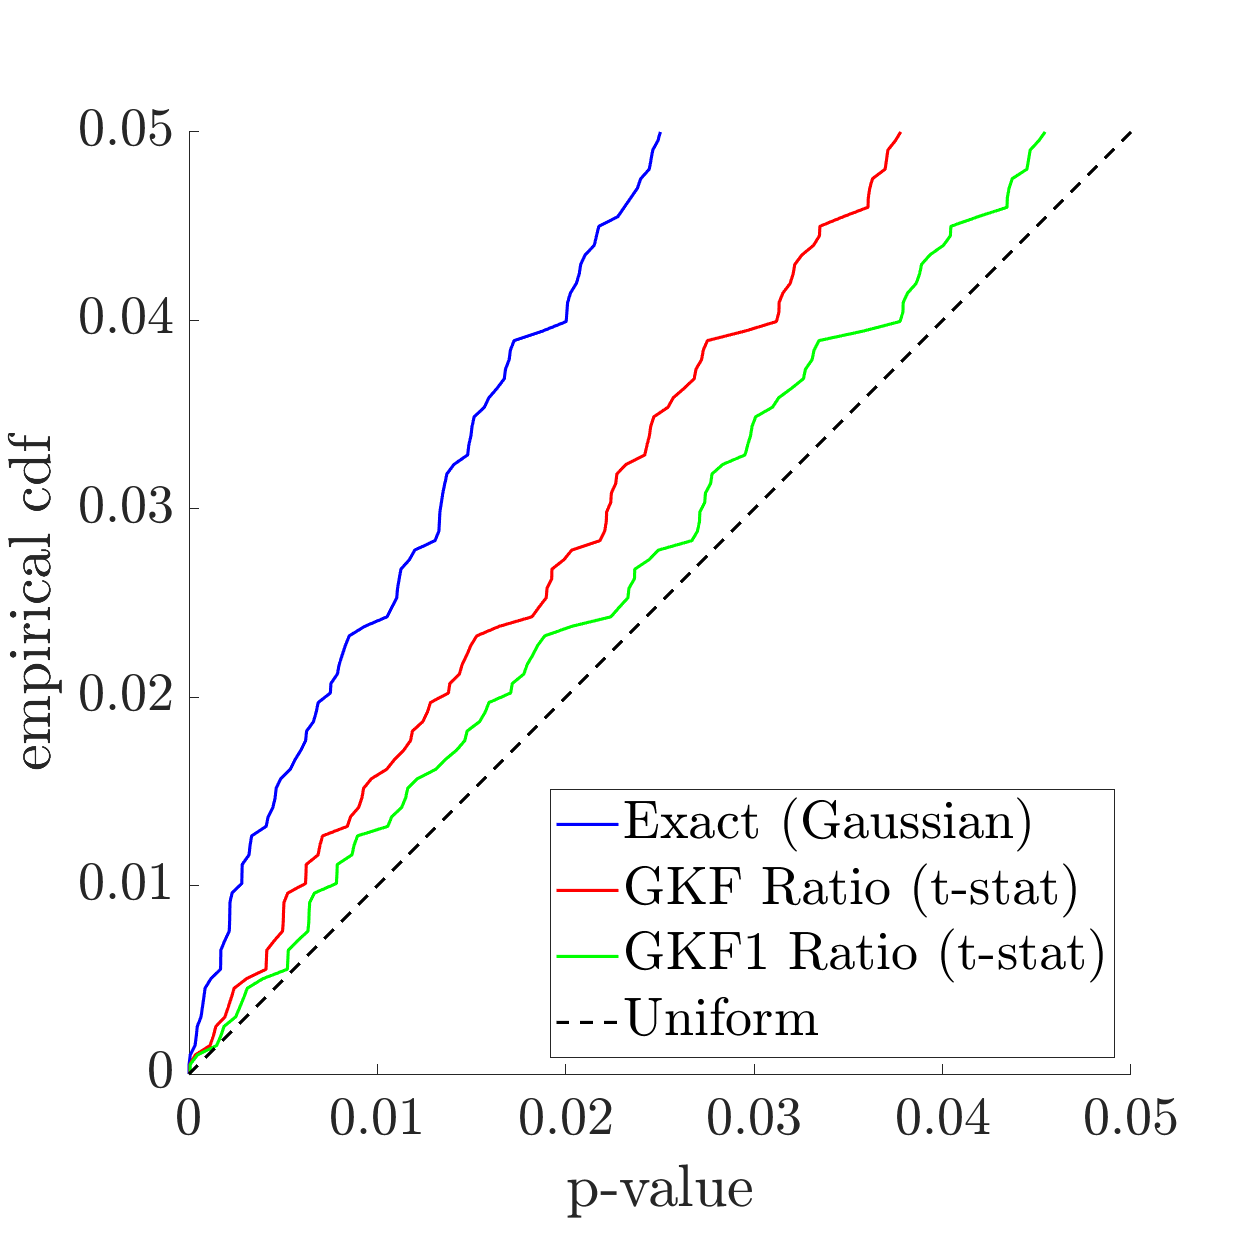 0.05
0.04
0.03
0.02
0.01
0
empirical cdf
Exact (Gaussian)
GKF Ratio (t-stat)
GKF1 Ratio (t-stat)
Uniform
0 0.01 0.02 0.03 0.04 0.05
p-value